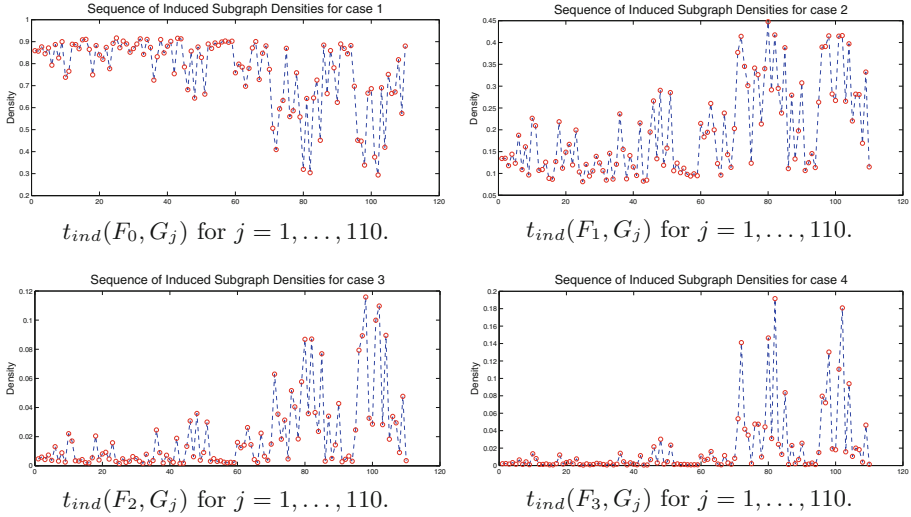 Sequence of Induced Subgraph Densities for case 1
1
0.9
0.8
0.7
0.6
0.5
0.4
0.3
0.2
Density
0 20 40 60 80 100 120
t_{ind}(F_0, G_j) for j = 1, . . . , 110.
Sequence of Induced Subgraph Densities for case 2
0.45
0.4
0.35
0.3
0.25
0.2
0.15
0.1
0.05
Density
0 20 40 60 80 100 120
t_{ind}(F_1, G_j) for j = 1, . . . , 110.
Sequence of Induced Subgraph Densities for case 3
0.12
0.1
0.08
0.06
0.04
0.02
0
Density
0 20 40 60 80 100 120
t_{ind}(F_2, G_j) for j = 1, . . . , 110.
Sequence of Induced Subgraph Densities for case 4
0.2
0.18
0.16
0.14
0.12
0.1
0.08
0.06
0.04
0.02
0
Density
0 20 40 60 80 100 120
t_{ind}(F_3, G_j) for j = 1, . . . , 110.